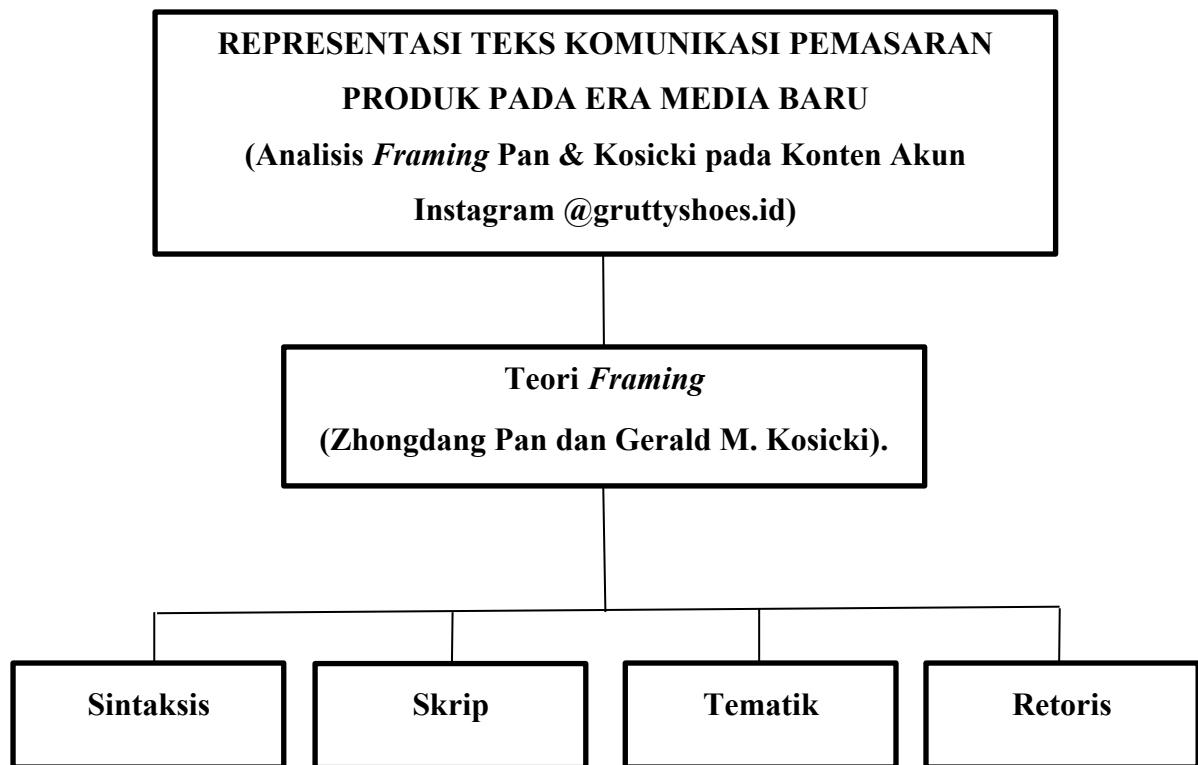 REPRESENTASI TEKS KOMUNIKASI PEMASARAN
PRODUK PADA ERA MEDIA BARU
(Analisis Framing Pan & Kosicki pada Konten Akun
Instagram @gruttyshoes.id)
Teori Framing
(Zhongdang Pan dan Gerald M. Kosicki).
Sintaksis
Skrip
Tematik
Retoris